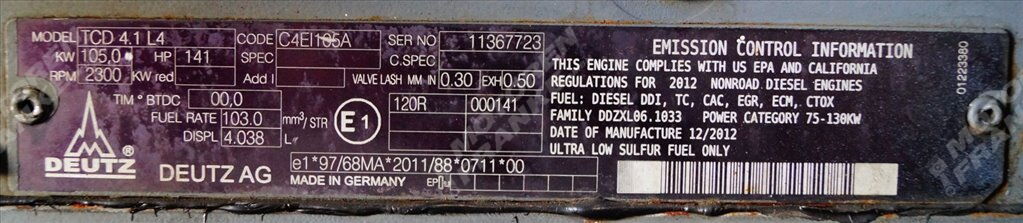 MODEL TCD 4.1 L4 CODE C4EI105A SER NO 11367723
KW 105.0 HP 141 SPEC C.SPEC
RPM 2300 KW red Add I VALVE LASH MM IN 0.30 EXH 0.50
TIM ° BTDC 00,0 120R 000141
FUEL RATE 103.0 mm³/STR E1
DISPL 4.038
DEUTZ ®
DEUTZ AG
e1*97/68MA*2011/88*0711*00
MADE IN GERMANY EP
EMISSION CONTROL INFORMATION
THIS ENGINE COMPLIES WITH US EPA AND CALIFORNIA
REGULATIONS FOR 2012 NONROAD DIESEL ENGINES
FUEL: DIESEL DDI, TC, CAC, EGR, ECM, CTOX
FAMILY DDZXL06.1033 POWER CATEGORY 75-130KW
DATE OF MANUFACTURE 12/2012
ULTRA LOW SULFUR FUEL ONLY
01223380